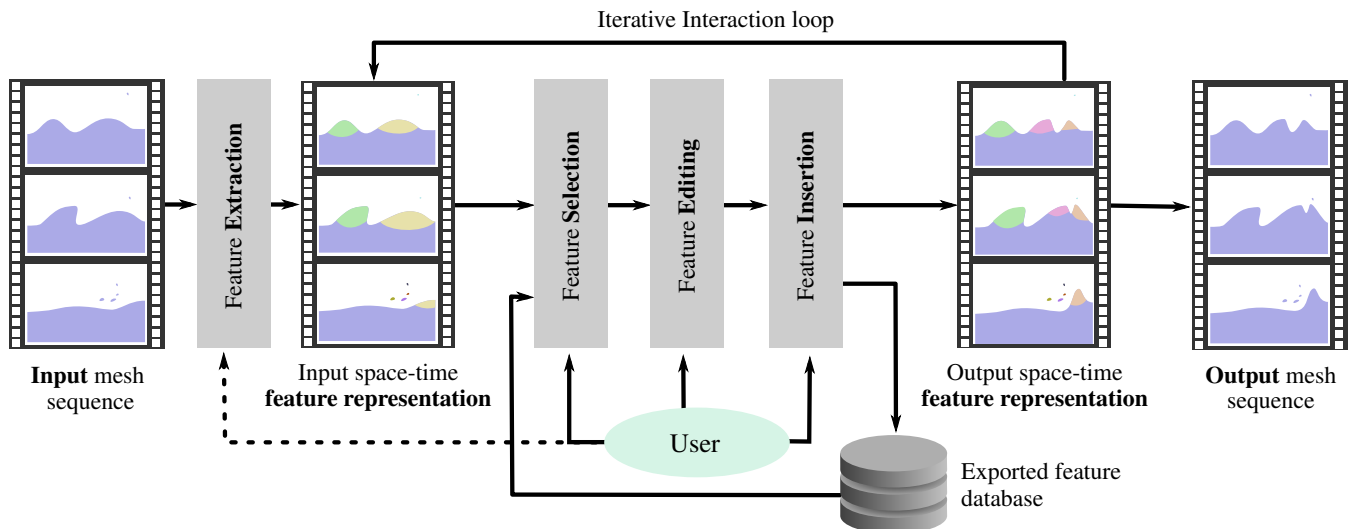 Iterative Interaction loop
Feature Extraction
Feature Selection
Feature Editing
Feature Insertion
Input mesh
sequence
Input space-time
feature representation
Output space-time
feature representation
Output mesh
sequence
User
Exported feature
database